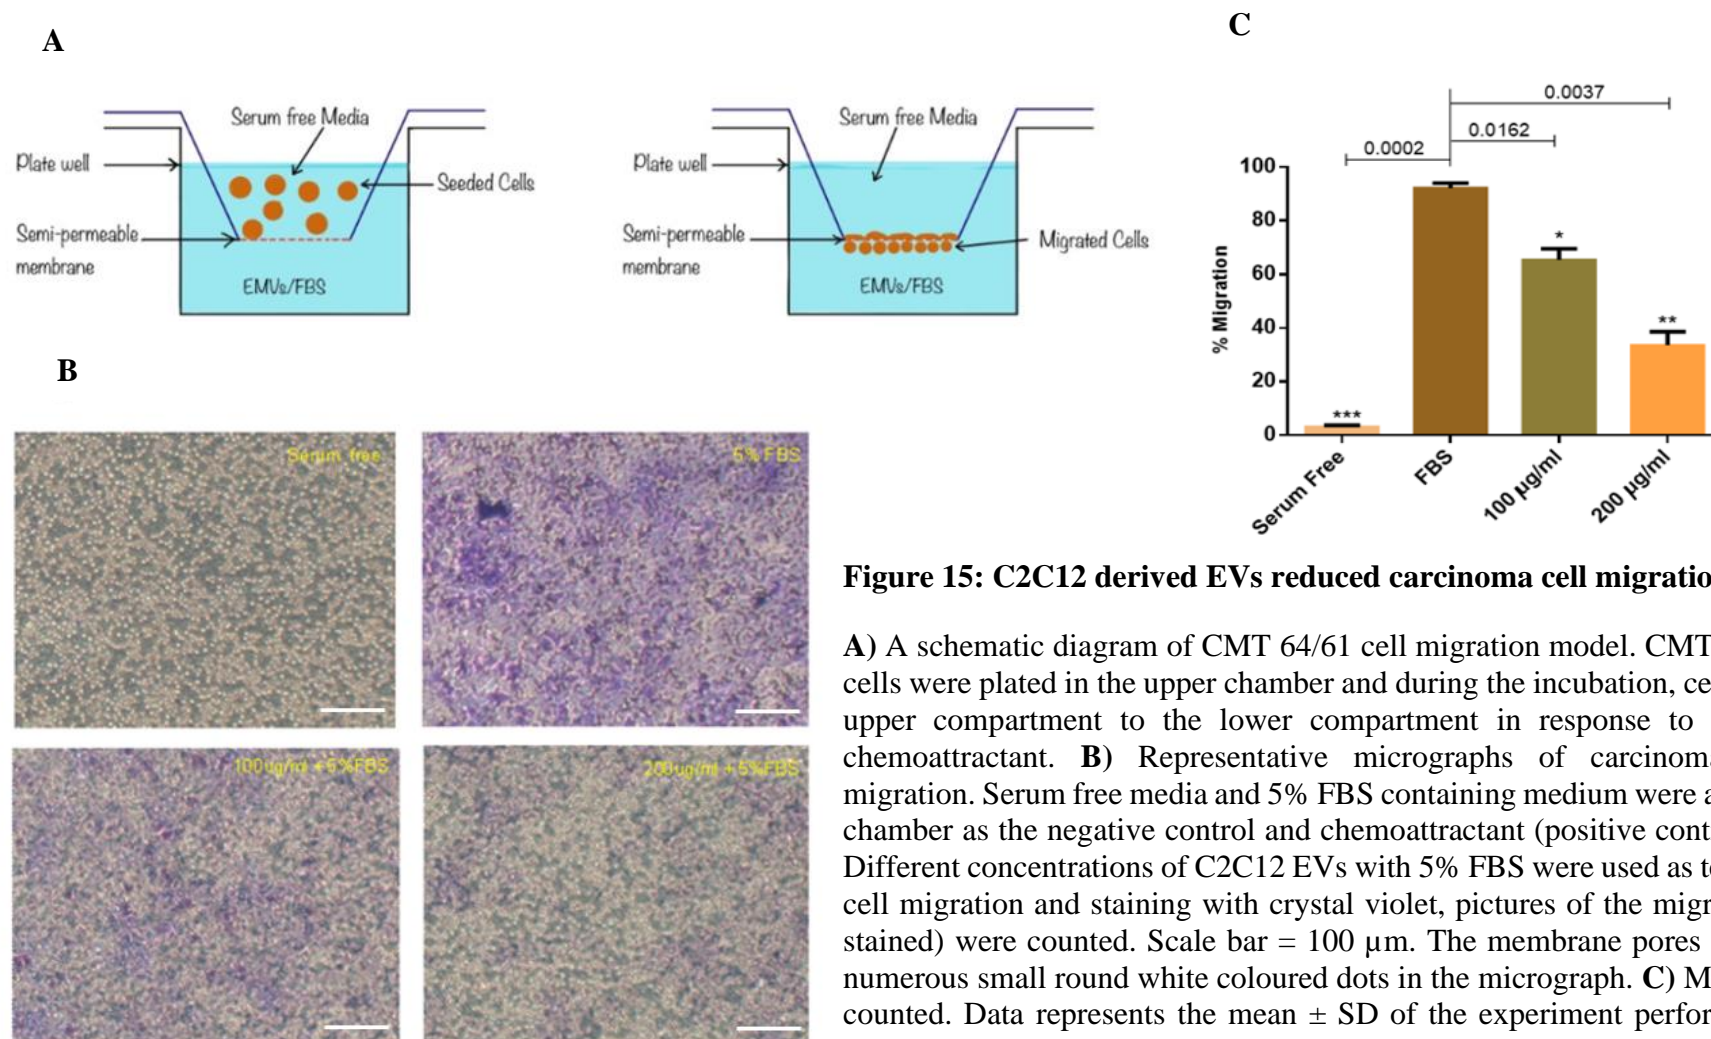 A
Serum free Media
Plate well
Seeded Cells
Semi-permeable
membrane
EMVs/FBS
Serum free Media
Plate well
Semi-permeable
membrane
Migrated Cells
EMVs/FBS
B
Serum free
5% FBS
100ug/ml +5%FBS
200ug/ml +5%FBS
C
0.0037
0.0162
0.0002
% Migration
100
80
60
40
20
0
***
*
**
Serum Free
FBS
100 µg/ml
200 µg/ml
Figure 15: C2C12 derived EVs reduced carcinoma cell migratio
A) A schematic diagram of CMT 64/61 cell migration model. CMT
cells were plated in the upper chamber and during the incubation, ce
upper compartment to the lower compartment in response to
chemoattractant. B) Representative micrographs of carcinoma
migration. Serum free media and 5% FBS containing medium were a
chamber as the negative control and chemoattractant (positive cont
Different concentrations of C2C12 EVs with 5% FBS were used as te
cell migration and staining with crystal violet, pictures of the migr
stained) were counted. Scale bar = 100 µm. The membrane pores
numerous small round white coloured dots in the micrograph. C) M
counted. Data represents the mean ± SD of the experiment perfor